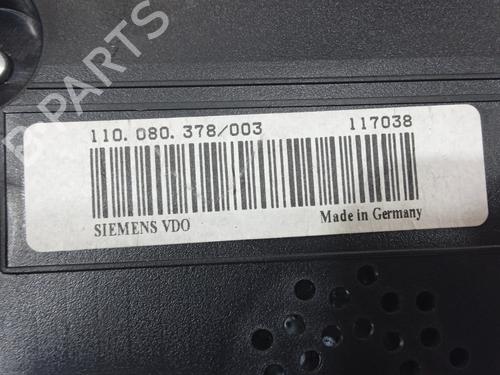 110.080.378/003 117038
SIEMENS VDO Made in Germany
B-PARTS